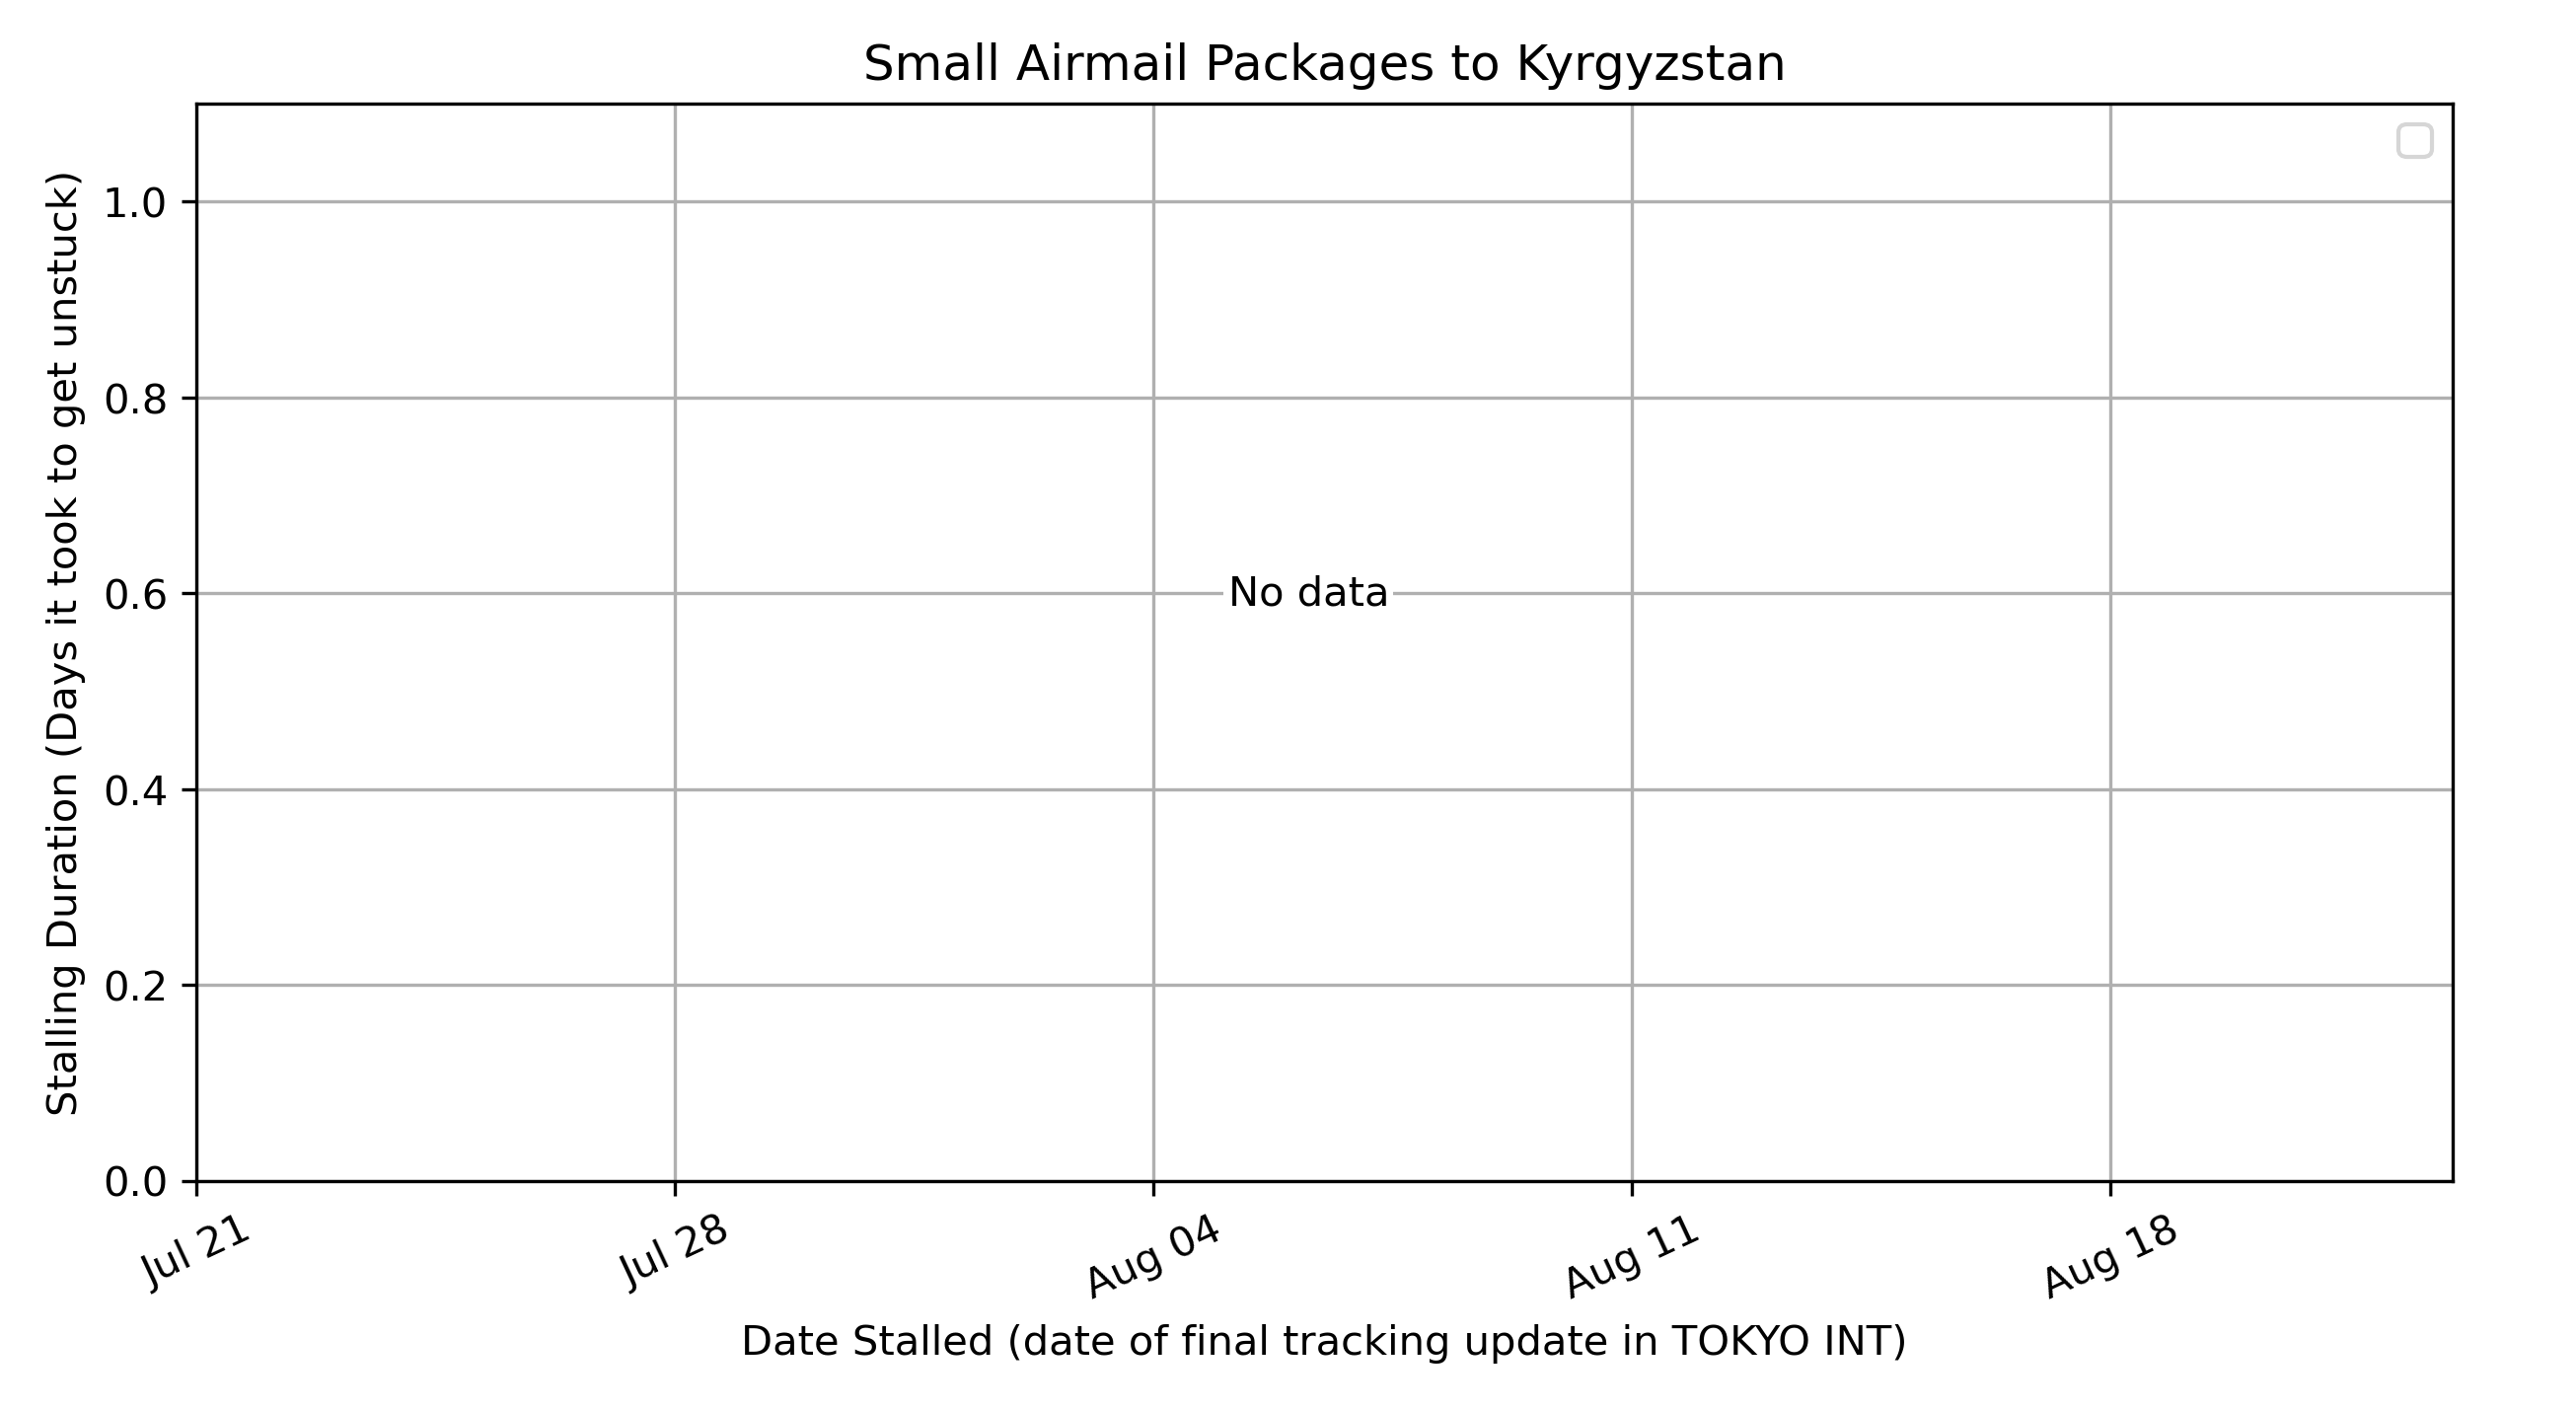 Small Airmail Packages to Kyrgyzstan
Stalling Duration (Days it took to get unstuck)
1.0
0.8
0.6
0.4
0.2
0.0
No data
Jul 21
Jul 28
Aug 04
Aug 11
Aug 18
Date Stalled (date of final tracking update in TOKYO INT)